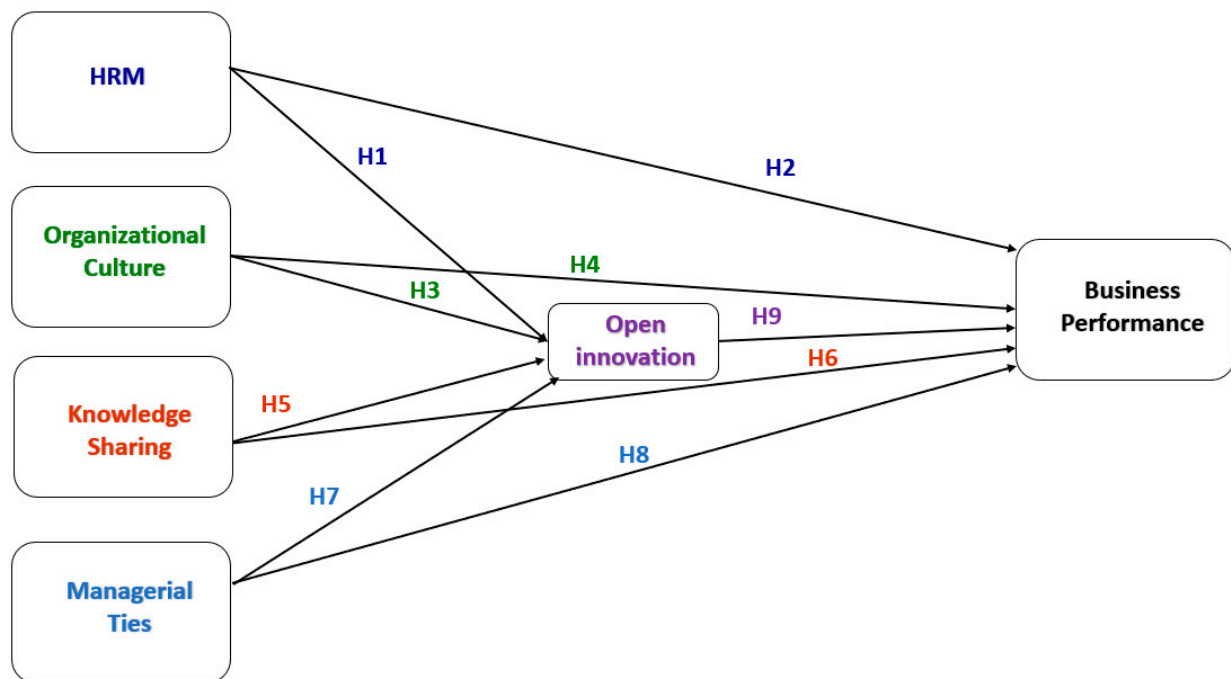 HRM
H1
H2
Organizational
Culture
H4
H3
Open
innovation
H9
Business
Performance
H6
Knowledge
Sharing
H5
H8
H7
Managerial
Ties